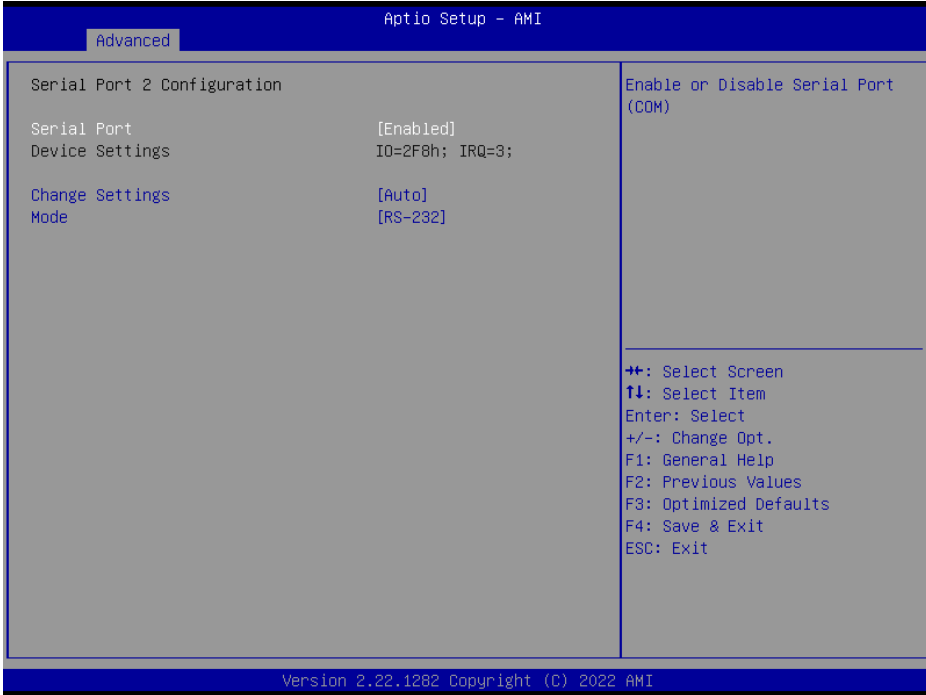 Aptio Setup – AMI
Advanced
Serial Port 2 Configuration
Serial Port [Enabled]
Device Settings IO=2F8h; IRQ=3;
Change Settings [Auto]
Mode [RS-232]
Enable or Disable Serial Port
(COM)
→←: Select Screen
↑↓: Select Item
Enter: Select
+/-: Change Opt.
F1: General Help
F2: Previous Values
F3: Optimized Defaults
F4: Save & Exit
ESC: Exit
Version 2.22.1282 Copyright (C) 2022 AMI